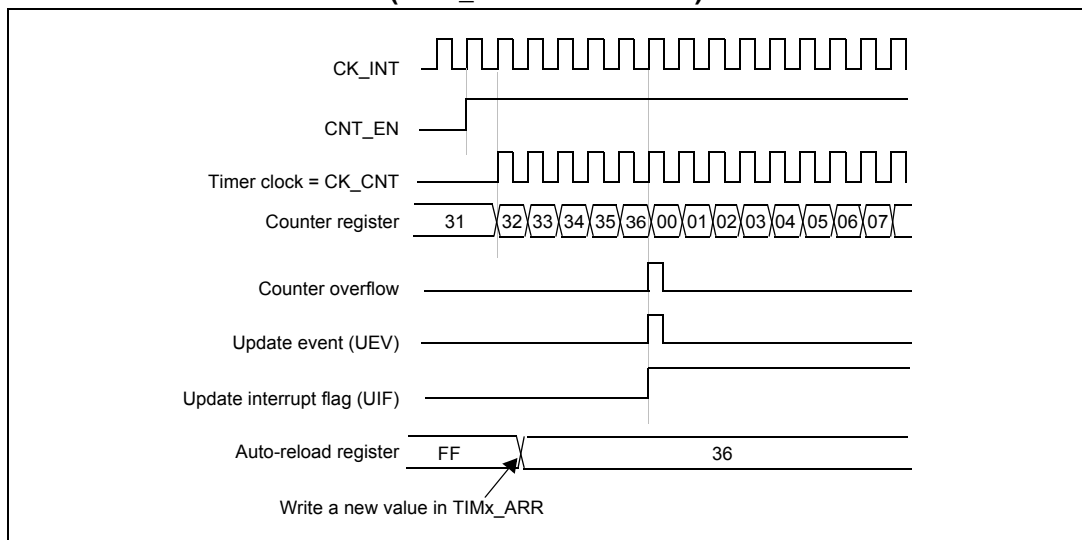 CK_INT
CNT_EN
Timer clock = CK_CNT
Counter register 31 32 33 34 35 36 00 01 02 03 04 05 06 07
Counter overflow
Update event (UEV)
Update interrupt flag (UIF)
Auto-reload register FF 36
Write a new value in TIMx_ARR